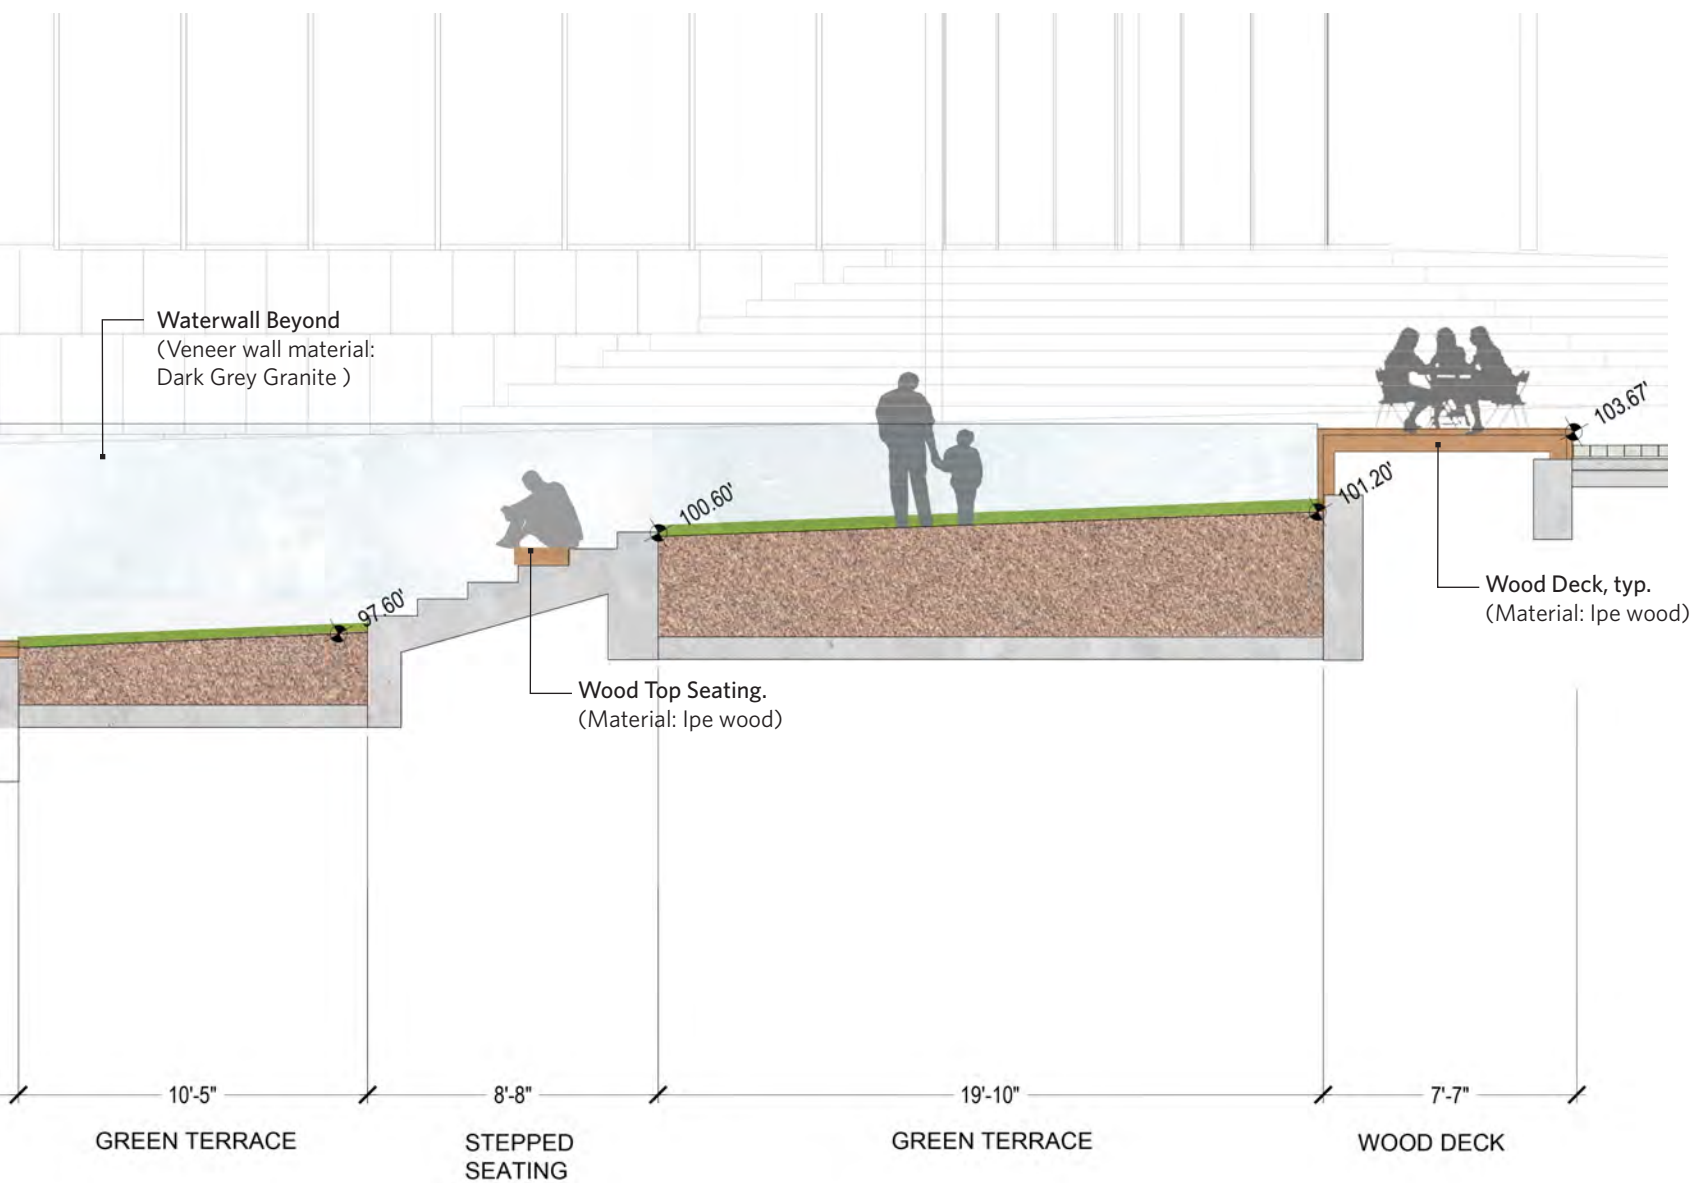 Waterwall Beyond
(Veneer wall material:
Dark Grey Granite )
103.67'
101.20'
100.60'
97.60'
Wood Deck, typ.
(Material: Ipe wood)
Wood Top Seating.
(Material: Ipe wood)
10'-5"
8'-8"
19'-10"
7'-7"
GREEN TERRACE
STEPPED
SEATING
GREEN TERRACE
WOOD DECK